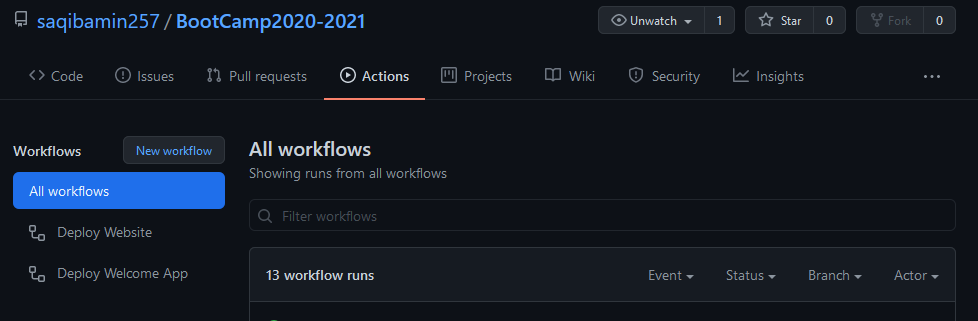 saqibamin257 / BootCamp2020-2021
Unwatch 1
Star 0
Fork 0
Code Issues Pull requests Actions Projects Wiki Security Insights
Workflows
New workflow
All workflows
Deploy Website
Deploy Welcome App
All workflows
Showing runs from all workflows
Filter workflows
13 workflow runs
Event Status Branch Actor